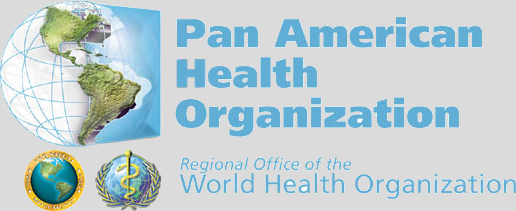 Pan American
Health
Organization
Regional Office of the
World Health Organization